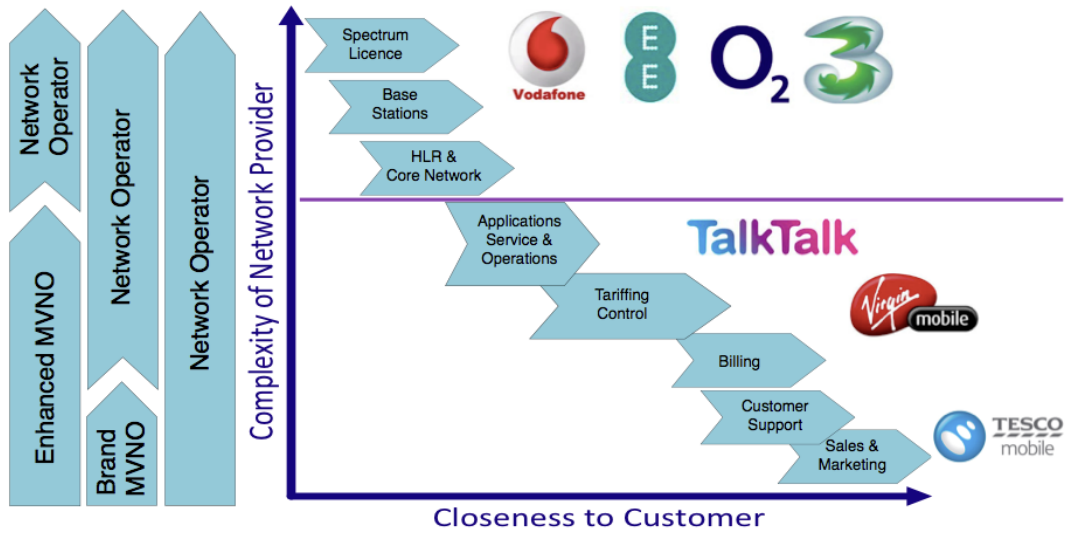 Network
Operator
Enhanced MVNO
Network Operator
Brand
MVNO
Network Operator
Complexity of Network Provider
Spectrum
Licence
Base
Stations
HLR &
Core Network
Applications
Service &
Operations
Tariffing
Control
Billing
Customer
Support
Sales &
Marketing
Vodafone
E
E
O2
3
TalkTalk
Virgin
mobile
TESCO
mobile
Closeness to Customer